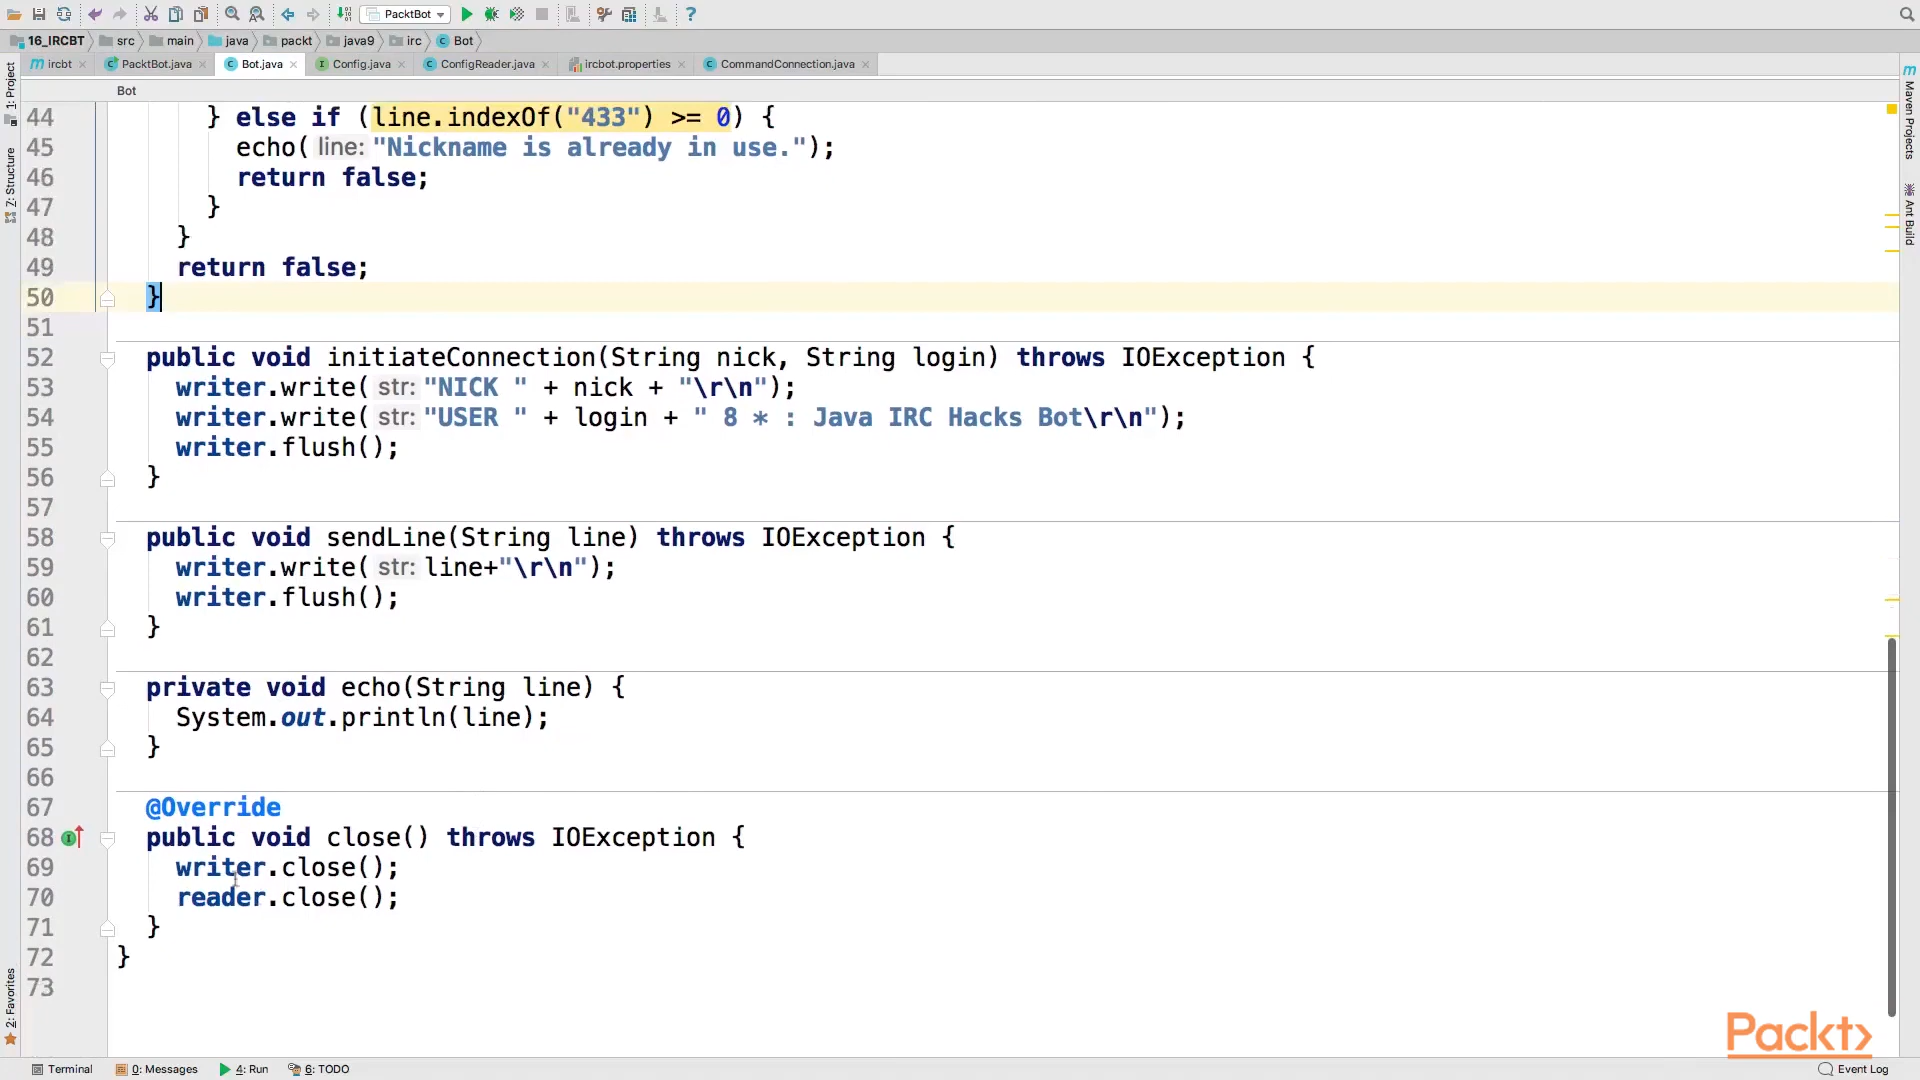 PacktBot
16_IRCBT src main java packt java9 irc Bot
ircbt PacktBot.java Bot.java Config.java ConfigReader.java ircbot.properties CommandConnection.java
Bot
1: Project
Z: Structure
2: Favorites
Maven Projects
Ant Build
44 } else if (line.indexOf("433") >= 0) {
45 echo( line: "Nickname is already in use.");
46 return false;
47 }
48 }
49 return false;
50 }
51
52 public void initiateConnection(String nick, String login) throws IOException {
53 writer.write( str: "NICK " + nick + "\r\n");
54 writer.write( str: "USER " + login + " 8 * : Java IRC Hacks Bot\r\n");
55 writer.flush();
56 }
57
58 public void sendLine(String line) throws IOException {
59 writer.write( str: line+"\r\n");
60 writer.flush();
61 }
62
63 private void echo(String line) {
64 System.out.println(line);
65 }
66
67 @Override
68 public void close() throws IOException {
69 writer.close();
70 reader.close();
71 }
72 }
73
Packt>
Terminal 0: Messages 4: Run 6: TODO Event Log